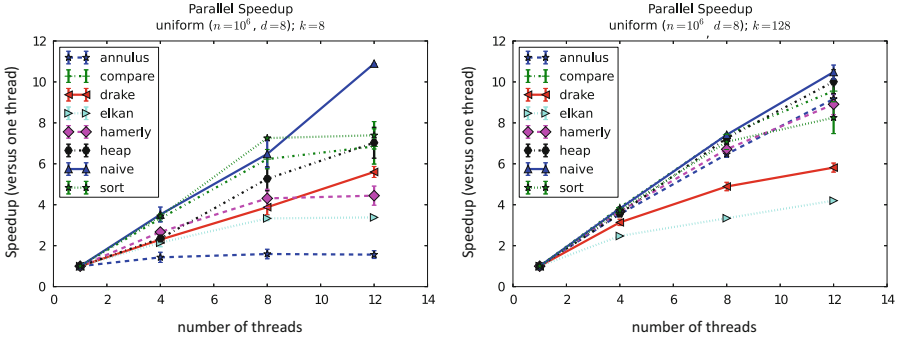 Parallel Speedup
uniform (n=10⁶, d=8); k=8
Speedup (versus one thread)
12
10
8
6
4
2
0
annulus
compare
drake
elkan
hamerly
heap
naive
sort
0 2 4 6 8 10 12 14
number of threads
Parallel Speedup
uniform (n=10⁶, d=8); k=128
Speedup (versus one thread)
12
10
8
6
4
2
0
annulus
compare
drake
elkan
hamerly
heap
naive
sort
0 2 4 6 8 10 12 14
number of threads